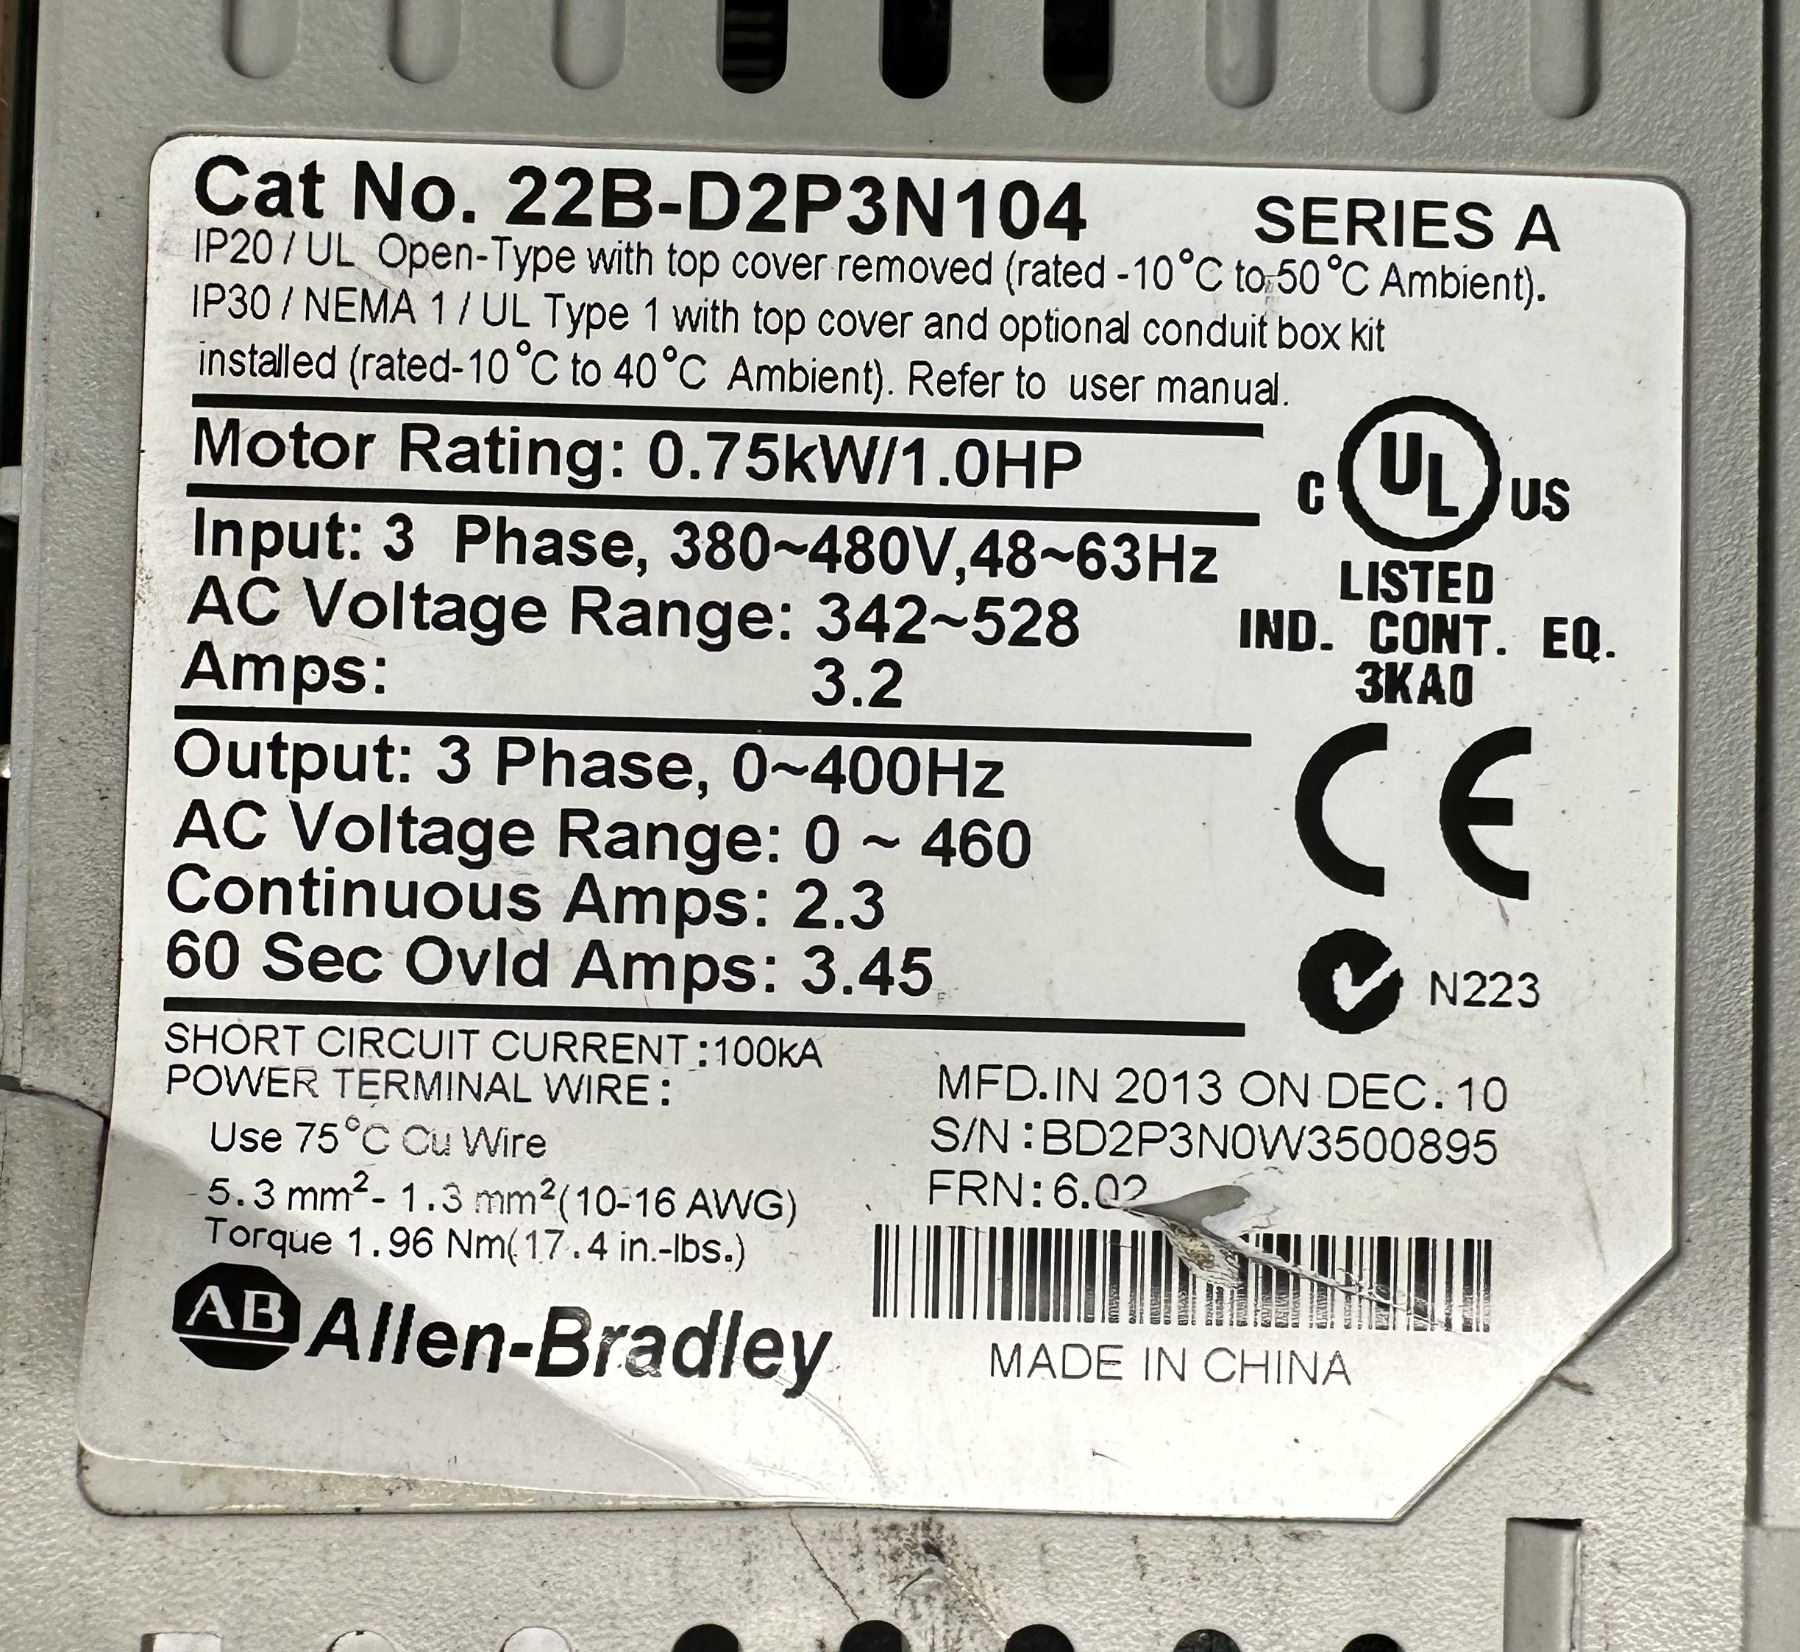 Cat No. 22B-D2P3N104 SERIES A
IP20 / UL Open-Type with top cover removed (rated -10°C to 50°C Ambient).
IP30 / NEMA 1 / UL Type 1 with top cover and optional conduit box kit
installed (rated-10°C to 40°C Ambient). Refer to user manual.
Motor Rating: 0.75kW/1.0HP
Input: 3 Phase, 380~480V,48~63Hz
AC Voltage Range: 342~528
Amps: 3.2
Output: 3 Phase, 0~400Hz
AC Voltage Range: 0 ~ 460
Continuous Amps: 2.3
60 Sec Ovld Amps: 3.45
C UL US
LISTED
IND. CONT. EQ.
3KA0
CE
N223
SHORT CIRCUIT CURRENT:100kA
POWER TERMINAL WIRE:
Use 75°C Cu Wire
5.3 mm²- 1.3 mm²(10-16 AWG)
Torque 1.96 Nm(17.4 in.-lbs.)
AB Allen-Bradley
MFD.IN 2013 ON DEC.10
S/N:BD2P3N0W3500895
FRN:6.02
MADE IN CHINA